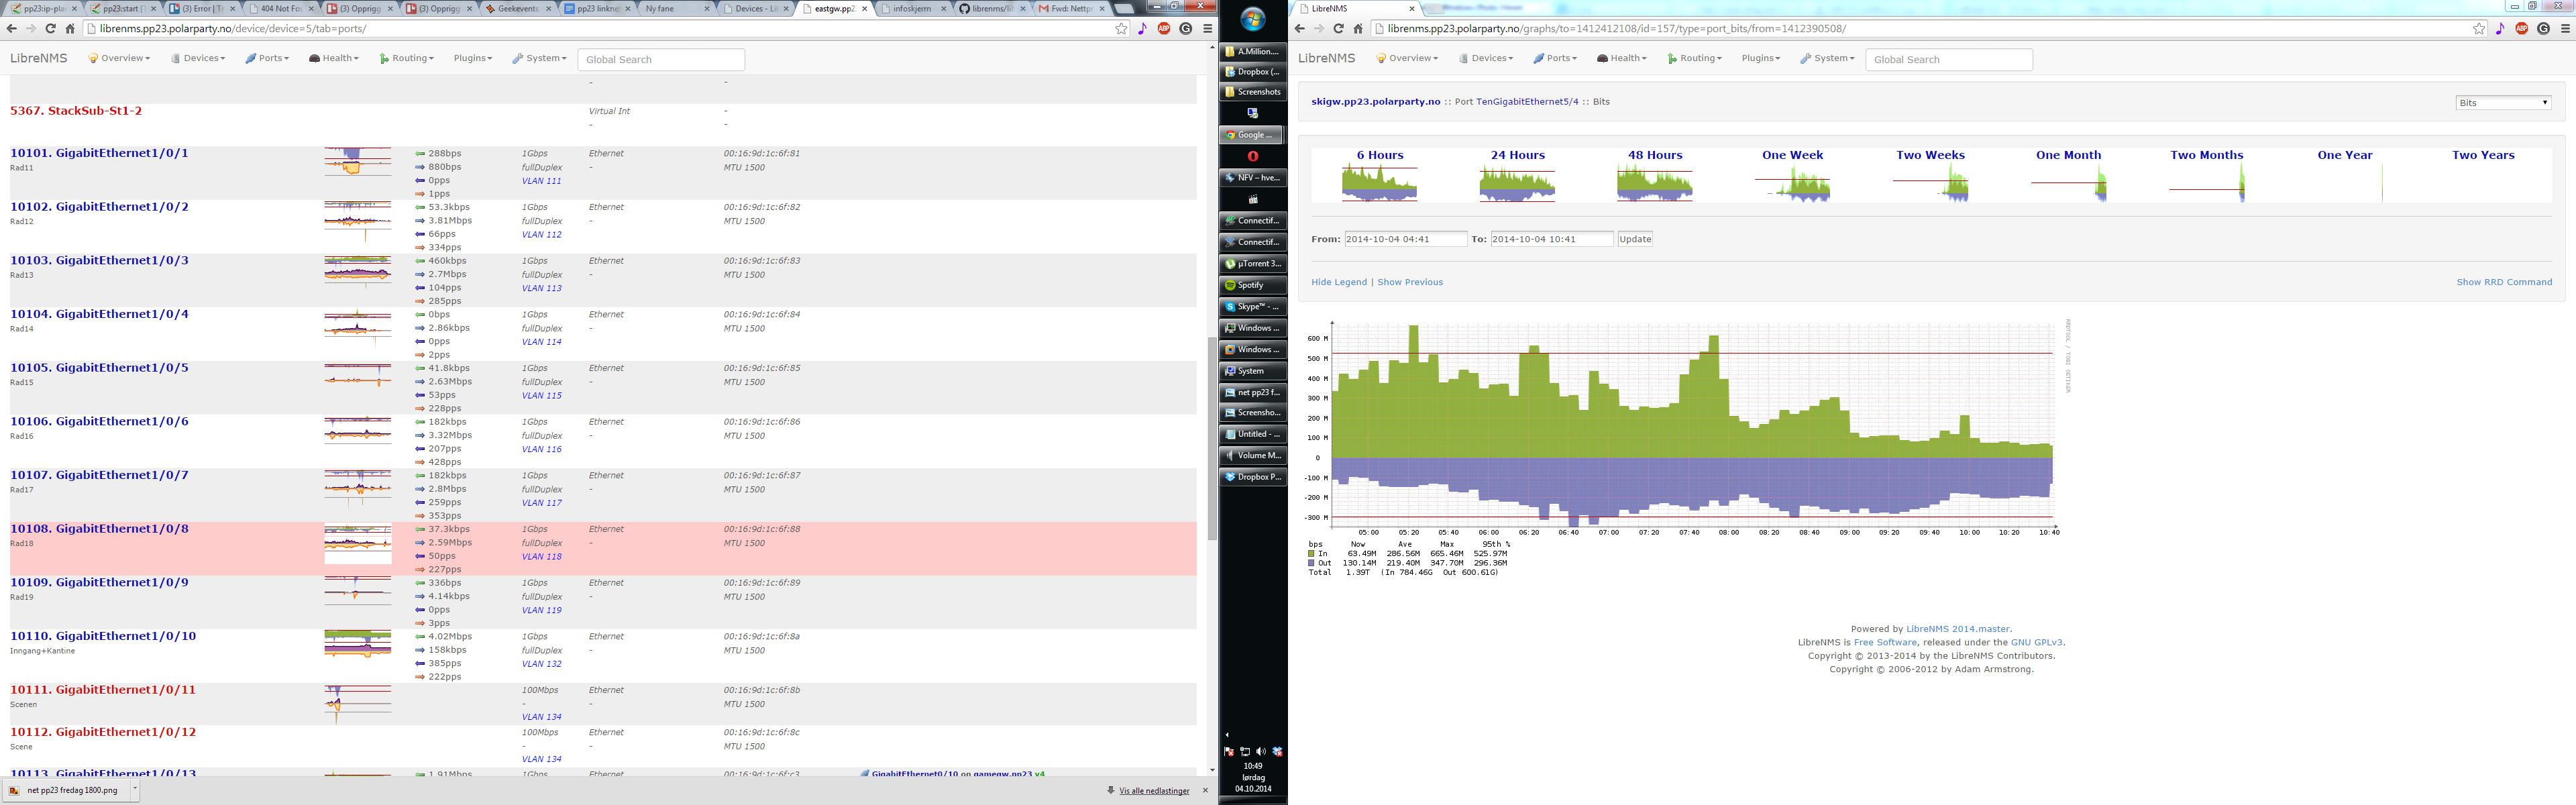 pp23:ip-pla
pp23:start [
(3) Error | Tr
404 Not Fou
(3) Opprigg
(3) Opprigg
Geekevents
pp23 linknet
Ny fane
Devices - Li
eastgw.pp2
infoskjerm
librenms/lib
Fwd: Nettpr
librenms.pp23.polarparty.no/device/device=5/tab=ports/
LibreNMS Overview Devices Ports Health Routing Plugins System Global Search
5367. StackSub-St1-2 Virtual Int -
- -
10101. GigabitEthernet1/0/1 288bps 1Gbps Ethernet 00:16:9d:1c:6f:81
Rad11 880bps fullDuplex - MTU 1500
0pps VLAN 111
1pps
10102. GigabitEthernet1/0/2 53.3kbps 1Gbps Ethernet 00:16:9d:1c:6f:82
Rad12 3.81Mbps fullDuplex - MTU 1500
66pps VLAN 112
334pps
10103. GigabitEthernet1/0/3 460kbps 1Gbps Ethernet 00:16:9d:1c:6f:83
Rad13 2.7Mbps fullDuplex - MTU 1500
104pps VLAN 113
285pps
10104. GigabitEthernet1/0/4 0bps 1Gbps Ethernet 00:16:9d:1c:6f:84
Rad14 2.86kbps fullDuplex - MTU 1500
0pps VLAN 114
2pps
10105. GigabitEthernet1/0/5 41.8kbps 1Gbps Ethernet 00:16:9d:1c:6f:85
Rad15 2.63Mbps fullDuplex - MTU 1500
53pps VLAN 115
228pps
10106. GigabitEthernet1/0/6 182kbps 1Gbps Ethernet 00:16:9d:1c:6f:86
Rad16 3.32Mbps fullDuplex - MTU 1500
207pps VLAN 116
428pps
10107. GigabitEthernet1/0/7 182kbps 1Gbps Ethernet 00:16:9d:1c:6f:87
Rad17 2.8Mbps fullDuplex - MTU 1500
259pps VLAN 117
353pps
10108. GigabitEthernet1/0/8 37.3kbps 1Gbps Ethernet 00:16:9d:1c:6f:88
Rad18 2.59Mbps fullDuplex - MTU 1500
50pps VLAN 118
227pps
10109. GigabitEthernet1/0/9 336bps 1Gbps Ethernet 00:16:9d:1c:6f:89
Rad19 4.14kbps fullDuplex - MTU 1500
0pps VLAN 119
3pps
10110. GigabitEthernet1/0/10 4.02Mbps 1Gbps Ethernet 00:16:9d:1c:6f:8a
Inngang+Kantine 158kbps fullDuplex - MTU 1500
385pps VLAN 132
222pps
10111. GigabitEthernet1/0/11 100Mbps Ethernet 00:16:9d:1c:6f:8b
Scenen - - MTU 1500
VLAN 134
10112. GigabitEthernet1/0/12 100Mbps Ethernet 00:16:9d:1c:6f:8c
Scene - - MTU 1500
VLAN 134
10113. GigabitEthernet1/0/13 1.91Mbps 1Gbps Ethernet 00:16:9d:1c:6f:c3 GigabitEthernet0/10 on gamegw.pp23 v4
net pp23 fredag 1800.png Vis alle nedlastinger
A.Million....
Dropbox (...
Screenshots
Google ...
NFV – hve...
Connectif...
Connectif...
µTorrent 3...
Spotify
Skype™ - ...
Windows ...
Windows ...
System
net pp23 f...
Screensho...
Untitled - ...
Volume M...
Dropbox P...
10:49
lørdag
04.10.2014
LibreNMS
librenms.pp23.polarparty.no/graphs/to=1412412108/id=157/type=port_bits/from=1412390508/
LibreNMS Overview Devices Ports Health Routing Plugins System Global Search
skigw.pp23.polarparty.no :: Port TenGigabitEthernet5/4 :: Bits Bits
6 Hours 24 Hours 48 Hours One Week Two Weeks One Month Two Months One Year Two Years
From: 2014-10-04 04:41 To: 2014-10-04 10:41 Update
Hide Legend | Show Previous Show RRD Command
RRDTOOL / TOBI OETIKER
600 M
500 M
400 M
300 M
200 M
100 M
0
-100 M
-200 M
-300 M
05:00 05:20 05:40 06:00 06:20 06:40 07:00 07:20 07:40 08:00 08:20 08:40 09:00 09:20 09:40 10:00 10:20 10:40
bps Now Ave Max 95th %
In 63.49M 286.56M 665.46M 525.97M
Out 130.14M 219.40M 347.70M 296.36M
Total 1.39T (In 784.46G Out 600.61G)
Powered by LibreNMS 2014.master.
LibreNMS is Free Software, released under the GNU GPLv3.
Copyright © 2013-2014 by the LibreNMS Contributors.
Copyright © 2006-2012 by Adam Armstrong.